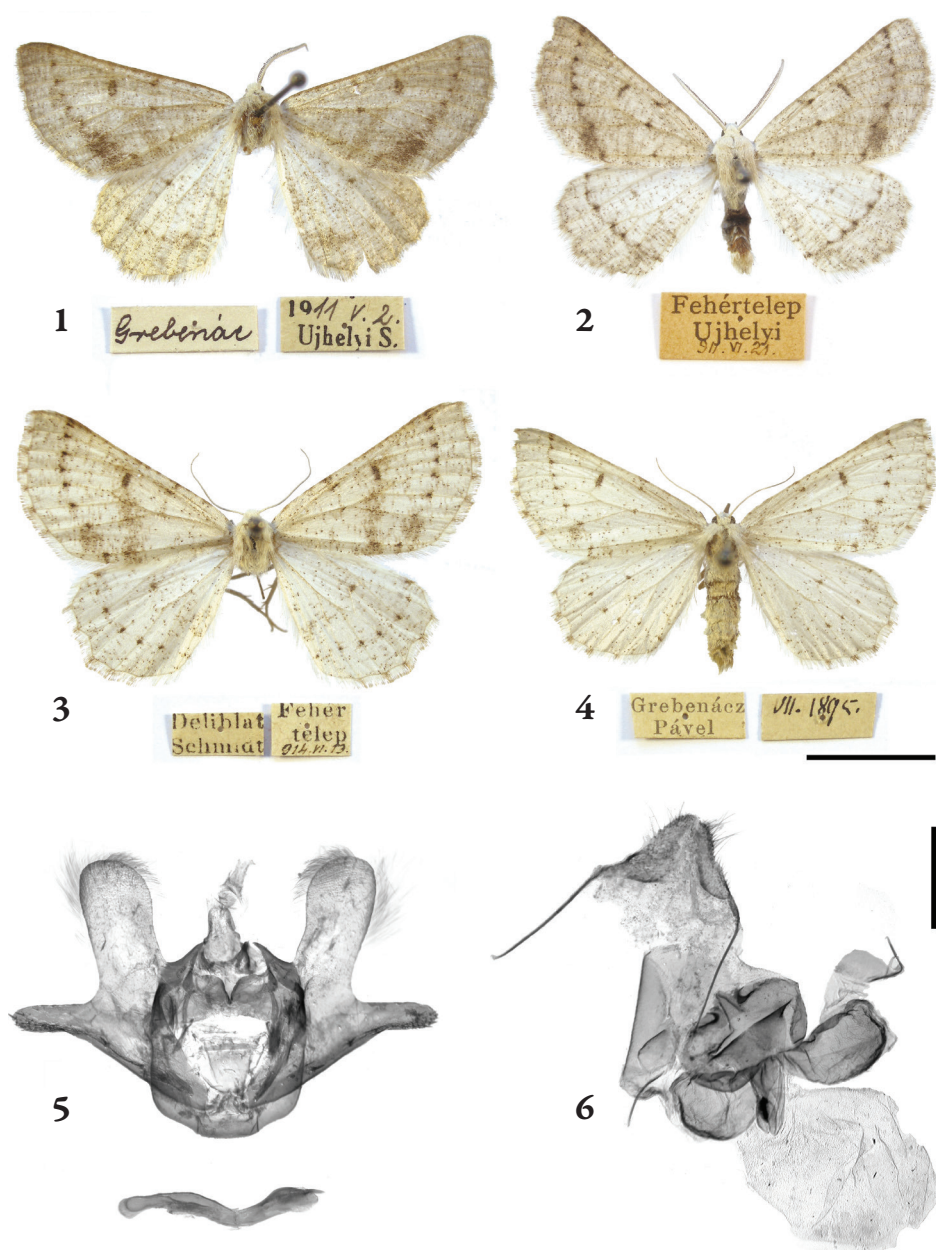 1
Grebenác
1911 V. 2.
Ujhelyi S.
2
Fehértelep
Ujhelyi
911. VI. 21.
3
Deliblat
Schmidt
Feher
telep
914. VI. 13.
4
Grebenácz
Pável
VII. 1895.
5
6